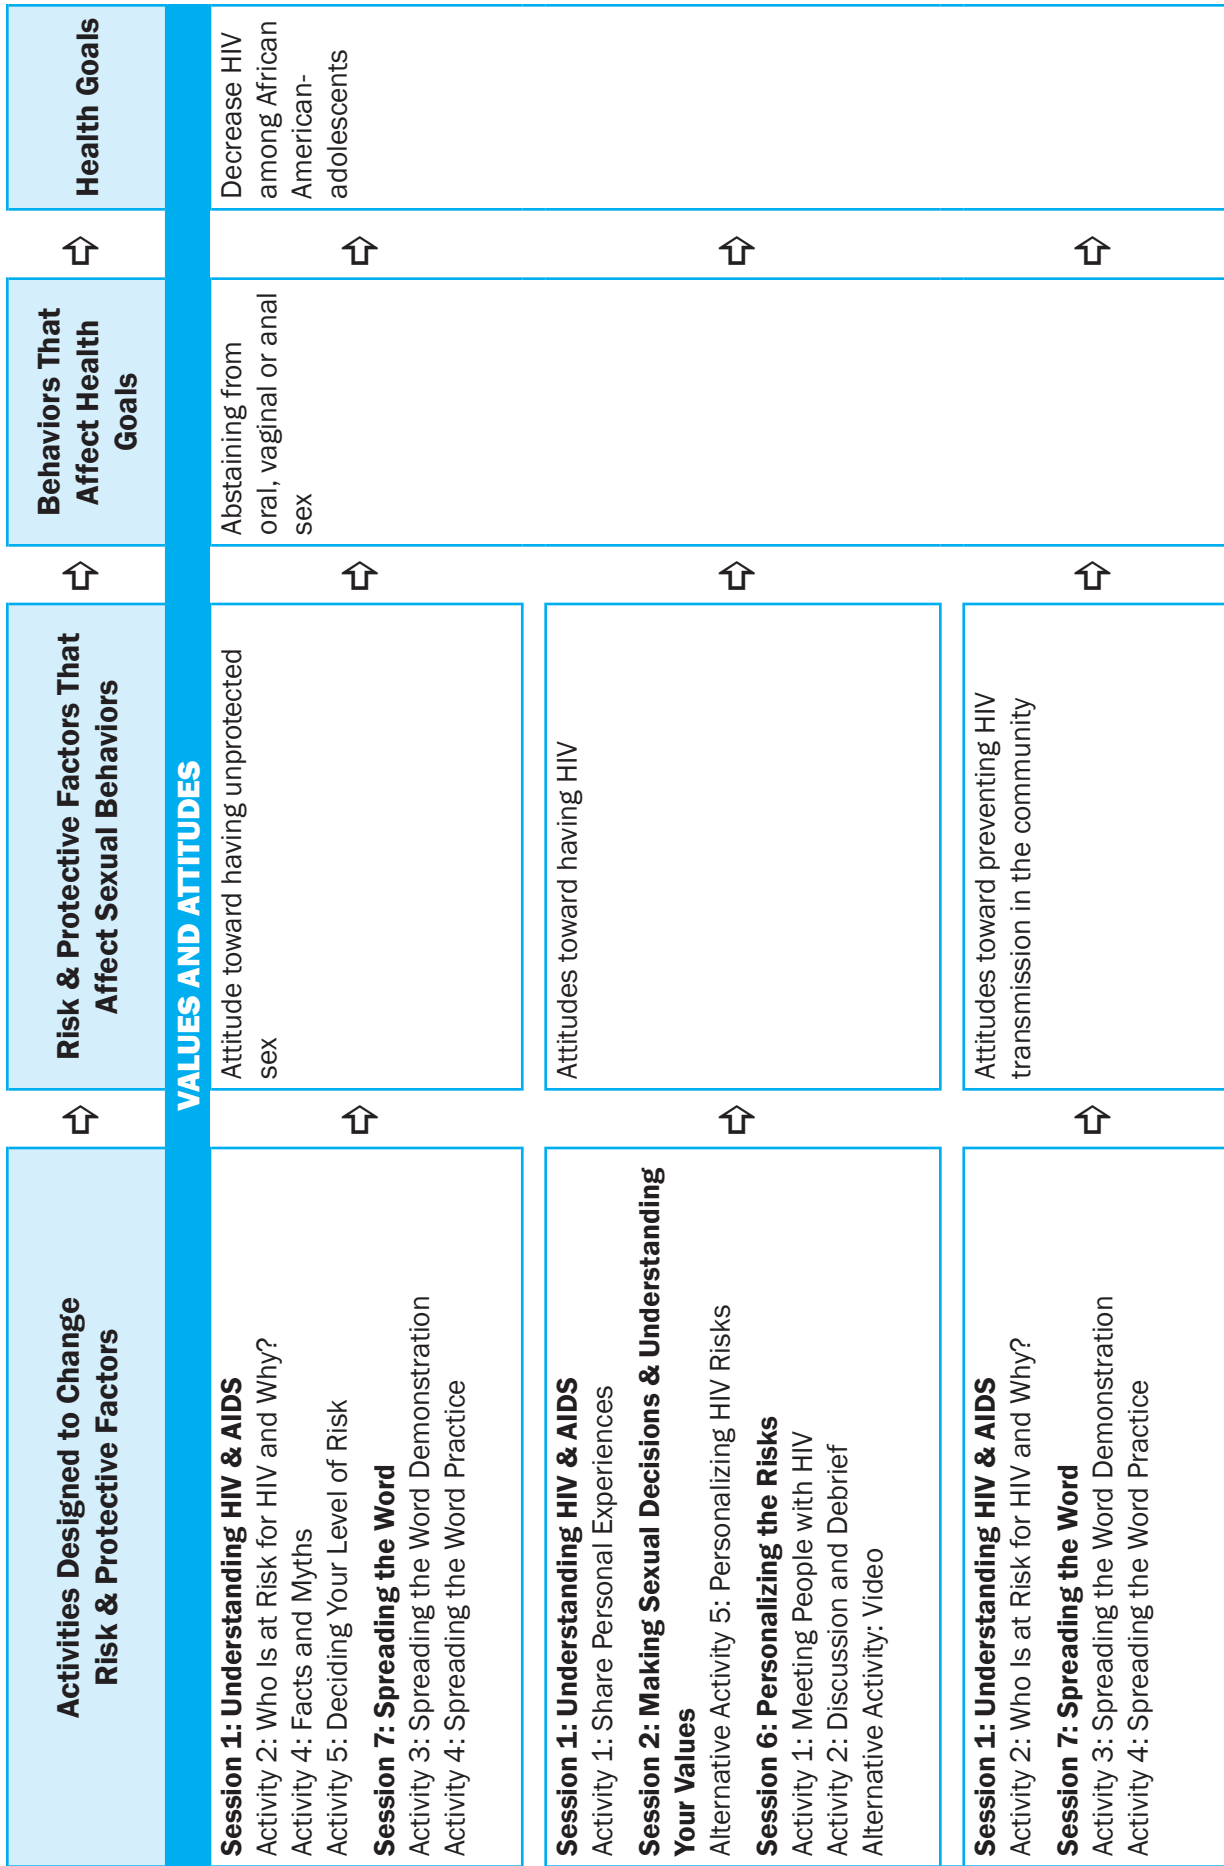 Activities Designed to Change
Risk & Protective Factors
Risk & Protective Factors That
Affect Sexual Behaviors
Behaviors That
Affect Health
Goals
Health Goals
VALUES AND ATTITUDES
Session 1: Understanding HIV & AIDS
Activity 2: Who Is at Risk for HIV and Why?
Activity 4: Facts and Myths
Activity 5: Deciding Your Level of Risk
Session 7: Spreading the Word
Activity 3: Spreading the Word Demonstration
Activity 4: Spreading the Word Practice
Attitude toward having unprotected
sex
Abstaining from
oral, vaginal or anal
sex
Decrease HIV
among African
American-
adolescents
Session 1: Understanding HIV & AIDS
Activity 1: Share Personal Experiences
Session 2: Making Sexual Decisions & Understanding
Your Values
Alternative Activity 5: Personalizing HIV Risks
Session 6: Personalizing the Risks
Activity 1: Meeting People with HIV
Activity 2: Discussion and Debrief
Alternative Activity: Video
Attitudes toward having HIV
Session 1: Understanding HIV & AIDS
Activity 2: Who Is at Risk for HIV and Why?
Session 7: Spreading the Word
Activity 3: Spreading the Word Demonstration
Activity 4: Spreading the Word Practice
Attitudes toward preventing HIV
transmission in the community